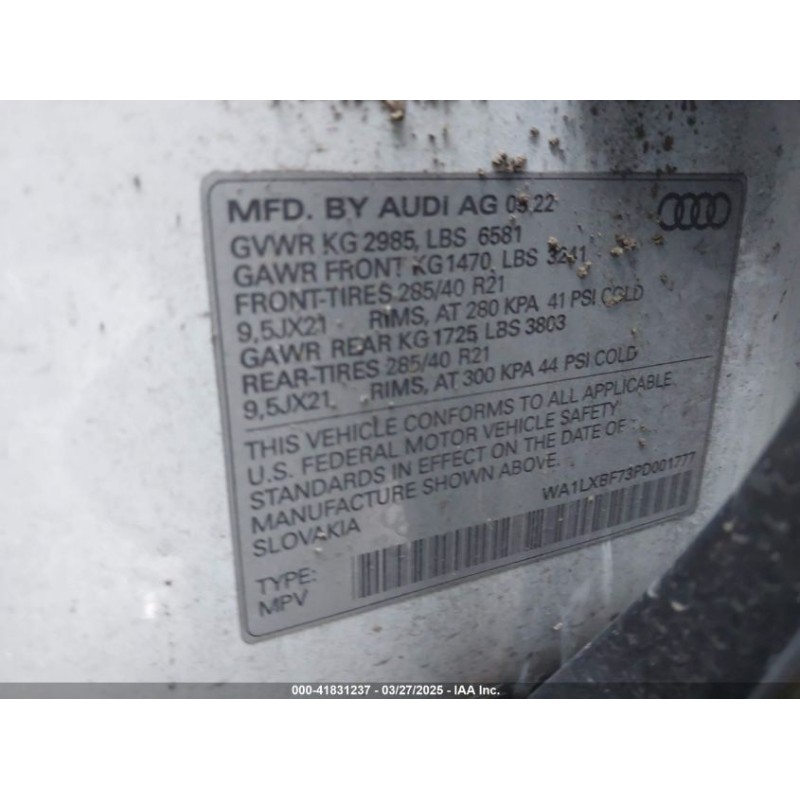 MFD. BY AUDI AG 05.22
GVWR KG 2985, LBS 6581
GAWR FRONT KG1470, LBS 3241
FRONT-TIRES 285/40 R21
9,5JX21 RIMS, AT 280 KPA 41 PSI COLD
GAWR REAR KG 1725 LBS 3803
REAR-TIRES 285/40 R21
9,5JX21, RIMS, AT 300 KPA 44 PSI COLD
THIS VEHICLE CONFORMS TO ALL APPLICABLE
U.S. FEDERAL MOTOR VEHICLE SAFETY
STANDARDS IN EFFECT ON THE DATE OF
MANUFACTURE SHOWN ABOVE.
SLOVAKIA WA1LXBF73PD001777
TYPE:
MPV
000-41831237 - 03/27/2025 - IAA Inc.